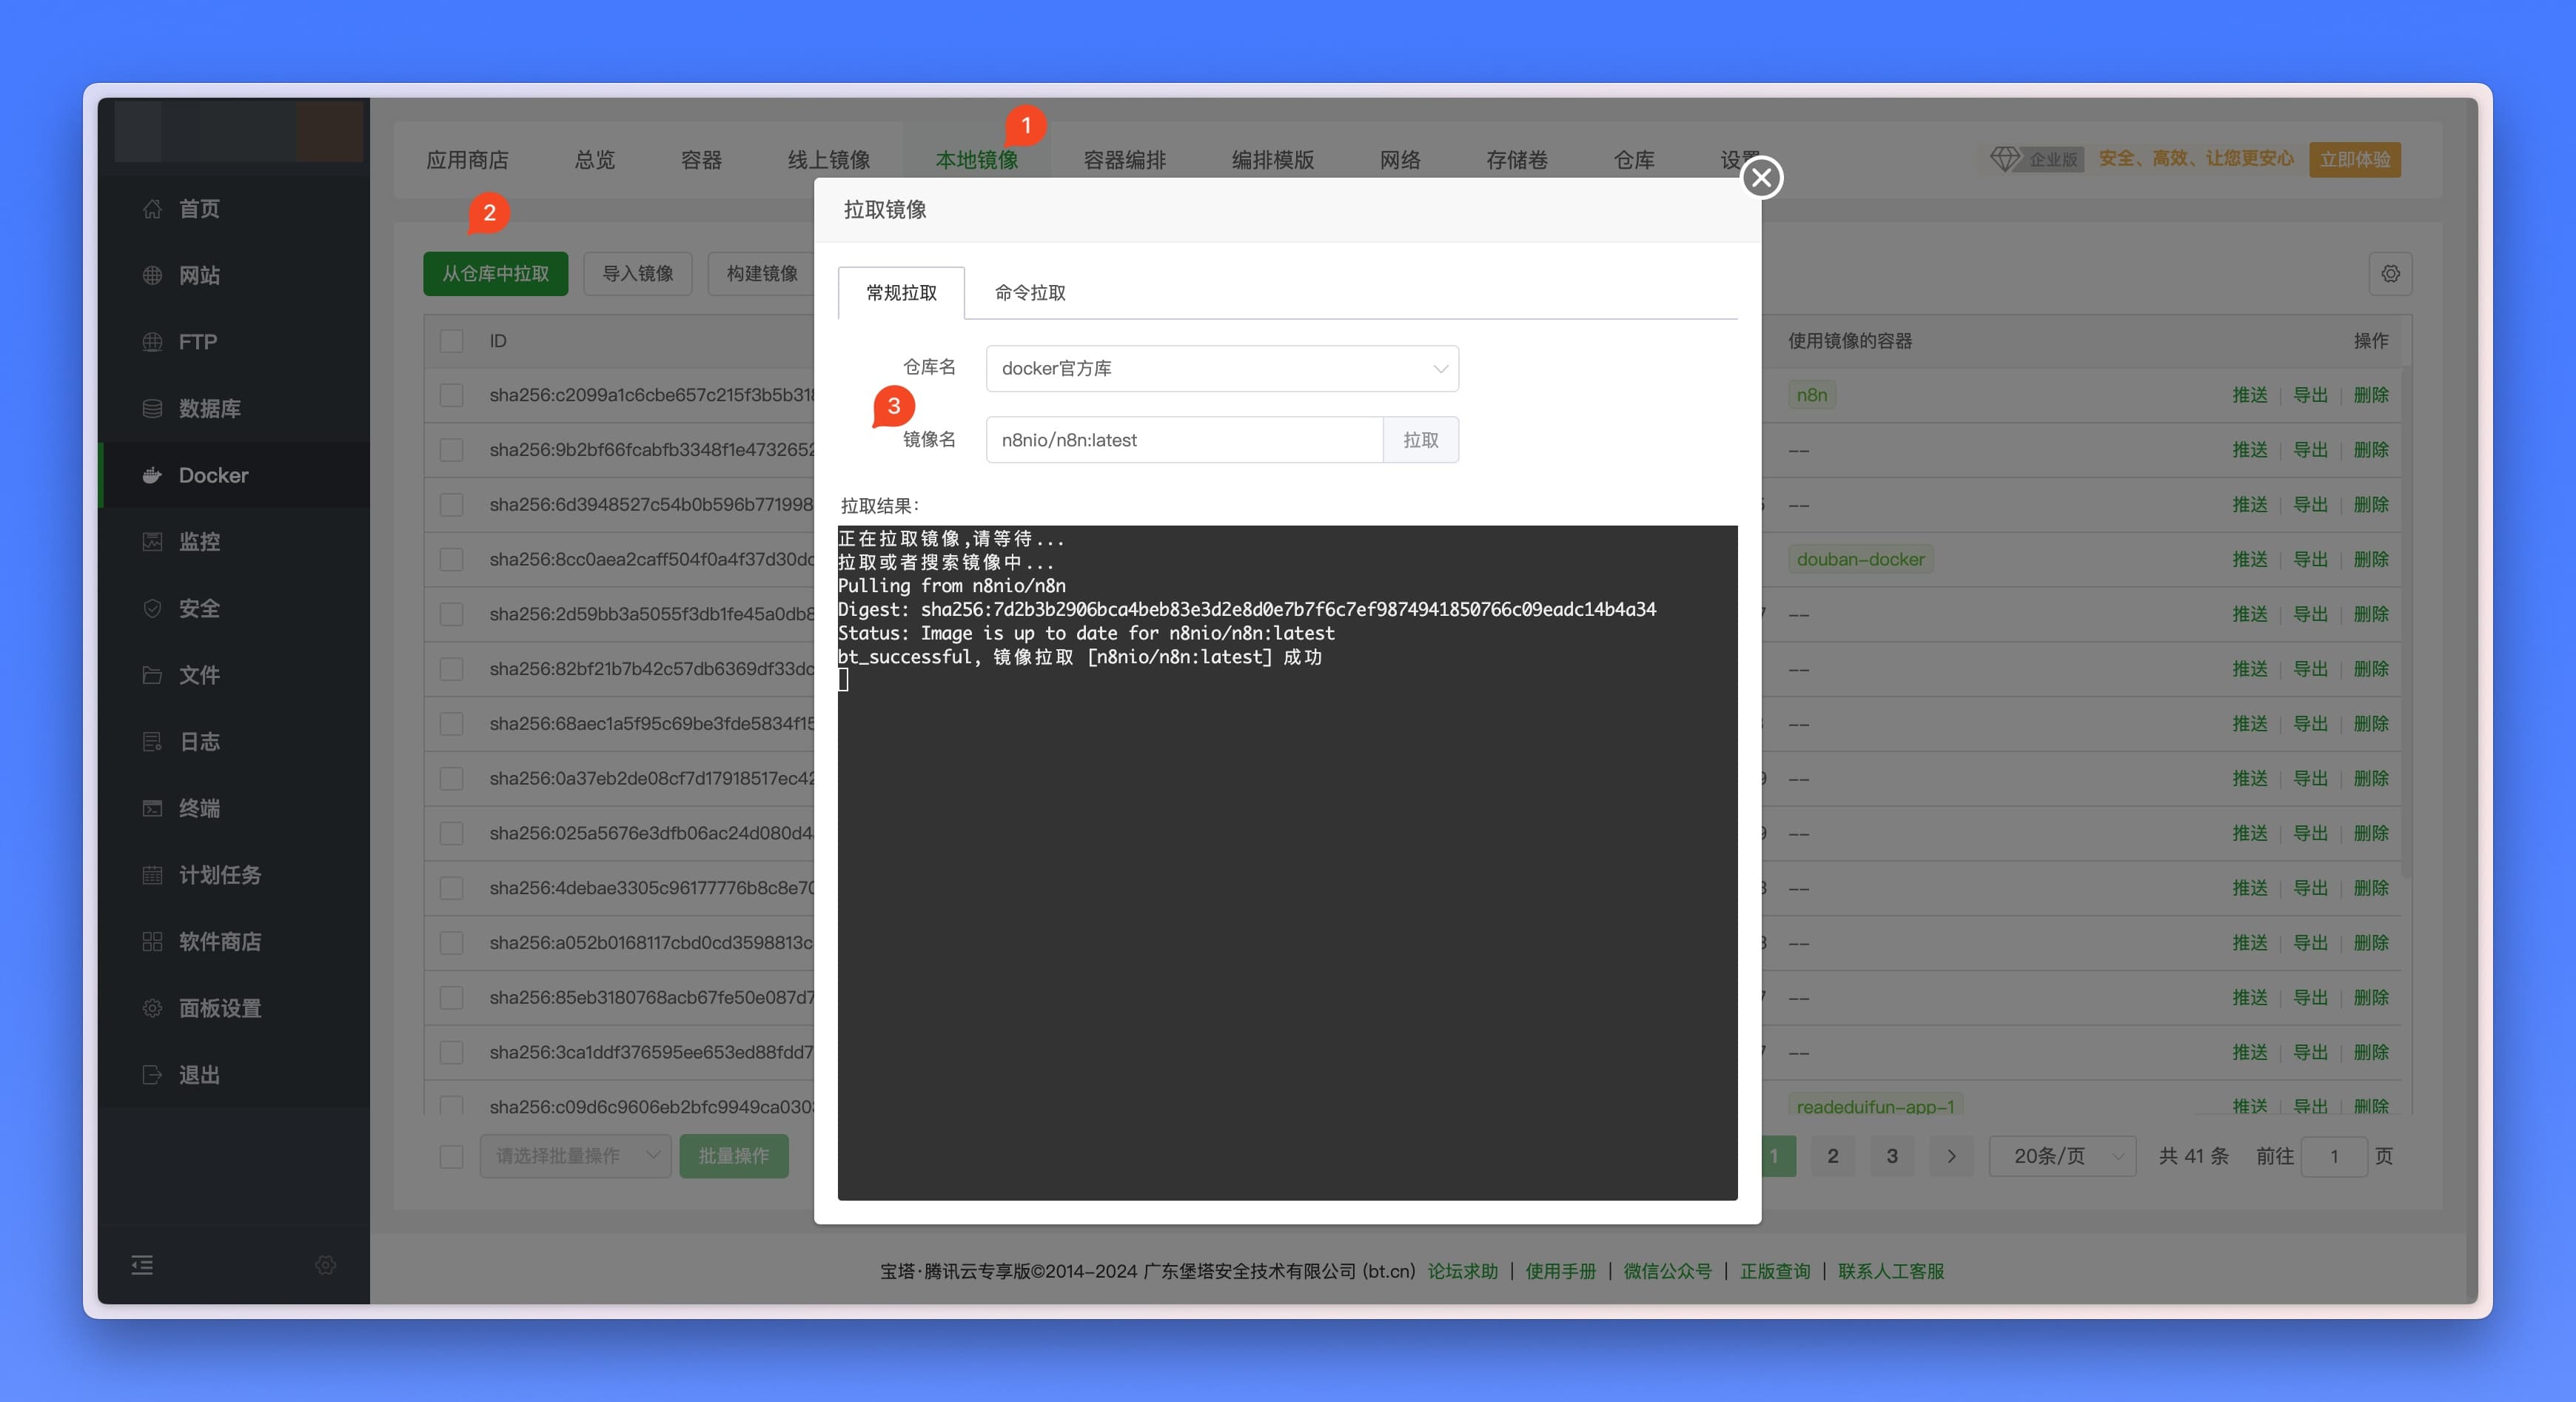 首页
网站
FTP
数据库
Docker
监控
安全
文件
日志
终端
计划任务
软件商店
面板设置
退出
应用商店 总览 容器 线上镜像 本地镜像 容器编排 编排模版 网络 存储卷 仓库 设置
1
企业版 安全、高效、让您更安心 立即体验
2
从仓库中拉取 导入镜像 构建镜像
ID 使用镜像的容器 操作
sha256:c2099a1c6cbe657c215f3b5b318 n8n 推送 导出 删除
sha256:9b2bf66fcabfb3348f1e4732652 -- 推送 导出 删除
sha256:6d3948527c54b0b596b771998 -- 推送 导出 删除
sha256:8cc0aea2caff504f0a4f37d30dc douban-docker 推送 导出 删除
sha256:2d59bb3a5055f3db1fe45a0db8 -- 推送 导出 删除
sha256:82bf21b7b42c57db6369df33dc -- 推送 导出 删除
sha256:68aec1a5f95c69be3fde5834f15 -- 推送 导出 删除
sha256:0a37eb2de08cf7d17918517ec42 -- 推送 导出 删除
sha256:025a5676e3dfb06ac24d080d4 -- 推送 导出 删除
sha256:4debae3305c96177776b8c8e70 -- 推送 导出 删除
sha256:a052b0168117cbd0cd3598813c -- 推送 导出 删除
sha256:85eb3180768acb67fe50e087d7 -- 推送 导出 删除
sha256:3ca1ddf376595ee653ed88fdd7 -- 推送 导出 删除
sha256:c09d6c9606eb2bfc9949ca030 readeduifun-app-1 推送 导出 删除
请选择批量操作 批量操作
1 2 3 > 20条/页 共 41 条 前往 1 页
拉取镜像
常规拉取 命令拉取
仓库名 docker官方库
3
镜像名 n8nio/n8n:latest 拉取
拉取结果:
正在拉取镜像,请等待...
拉取或者搜索镜像中...
Pulling from n8nio/n8n
Digest: sha256:7d2b3b2906bca4beb83e3d2e8d0e7b7f6c7ef9874941850766c09eadc14b4a34
Status: Image is up to date for n8nio/n8n:latest
bt_successful, 镜像拉取 [n8nio/n8n:latest] 成功
宝塔·腾讯云专享版©2014-2024 广东堡塔安全技术有限公司 (bt.cn) 论坛求助 | 使用手册 | 微信公众号 | 正版查询 | 联系人工客服